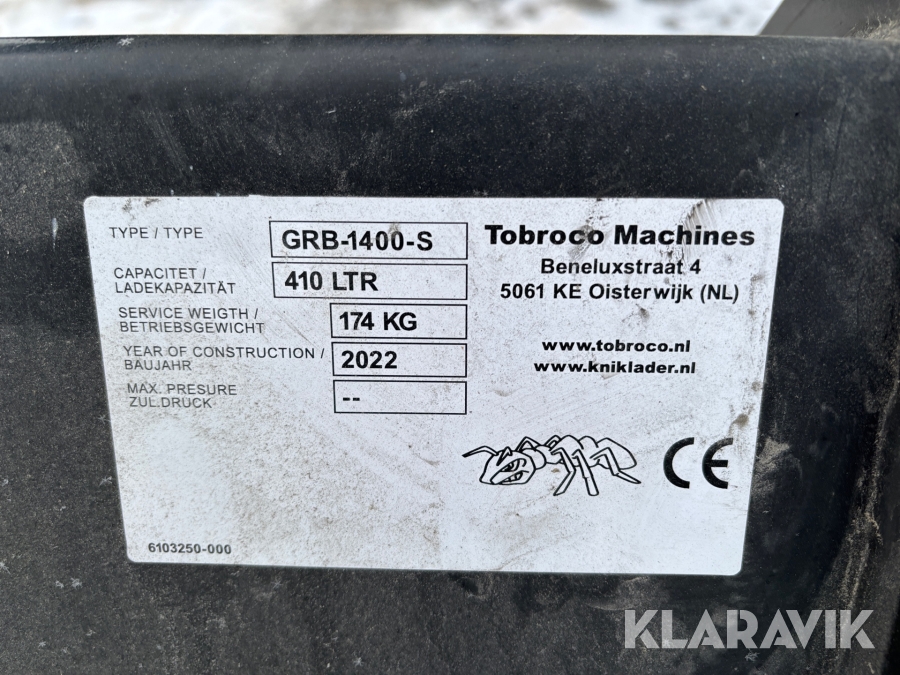 TYPE / TYPE
GRB-1400-S
CAPACITET /
LADEKAPAZITÄT
410 LTR
SERVICE WEIGTH /
BETRIEBSGEWICHT
174 KG
YEAR OF CONSTRUCTION /
BAUJAHR
2022
MAX. PRESURE
ZUL.DRUCK
--
6103250-000
Tobroco Machines
Beneluxstraat 4
5061 KE Oisterwijk (NL)
www.tobroco.nl
www.kniklader.nl
CE
KLARAVIK